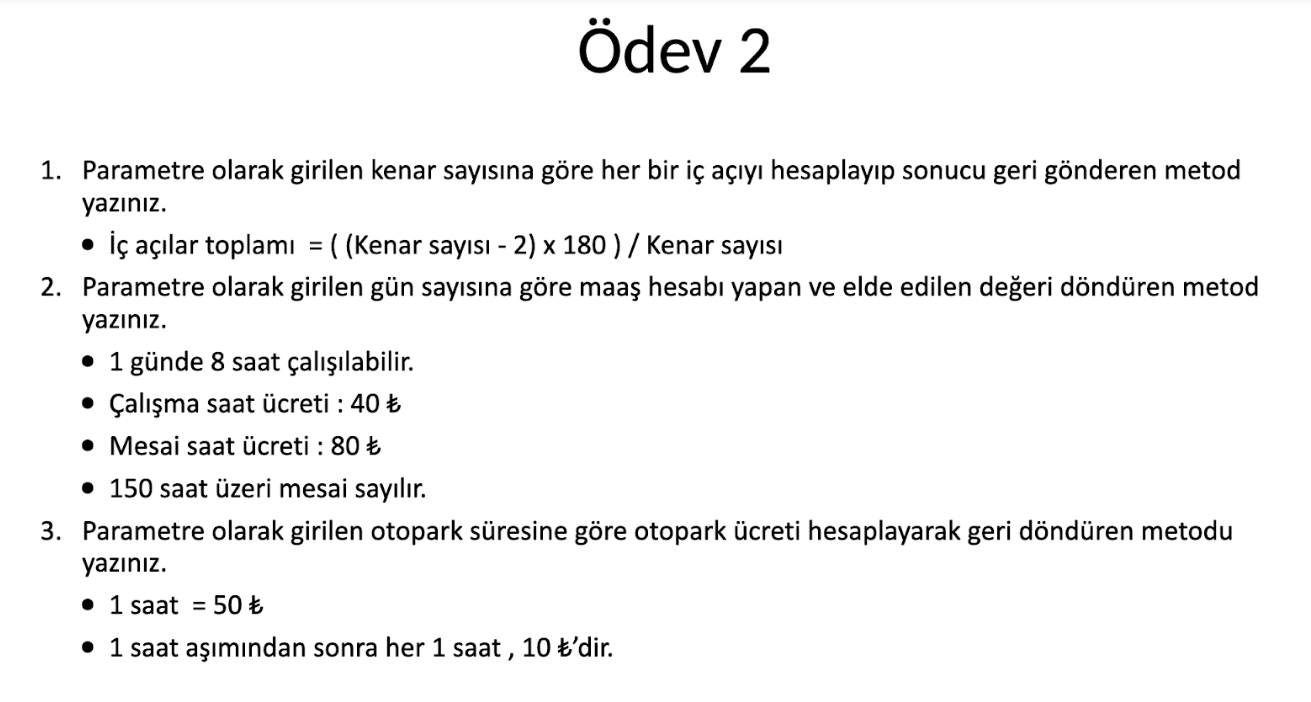 Ödev 2
1. Parametre olarak girilen kenar sayısına göre her bir iç açıyı hesaplayıp sonucu geri gönderen metod
yazınız.
• İç açılar toplamı = ( (Kenar sayısı - 2) x 180 ) / Kenar sayısı
2. Parametre olarak girilen gün sayısına göre maaş hesabı yapan ve elde edilen değeri döndüren metod
yazınız.
• 1 günde 8 saat çalışılabilir.
• Çalışma saat ücreti : 40 ₺
• Mesai saat ücreti : 80 ₺
• 150 saat üzeri mesai sayılır.
3. Parametre olarak girilen otopark süresine göre otopark ücreti hesaplayarak geri döndüren metodu
yazınız.
• 1 saat = 50 ₺
• 1 saat aşımından sonra her 1 saat , 10 ₺’dir.